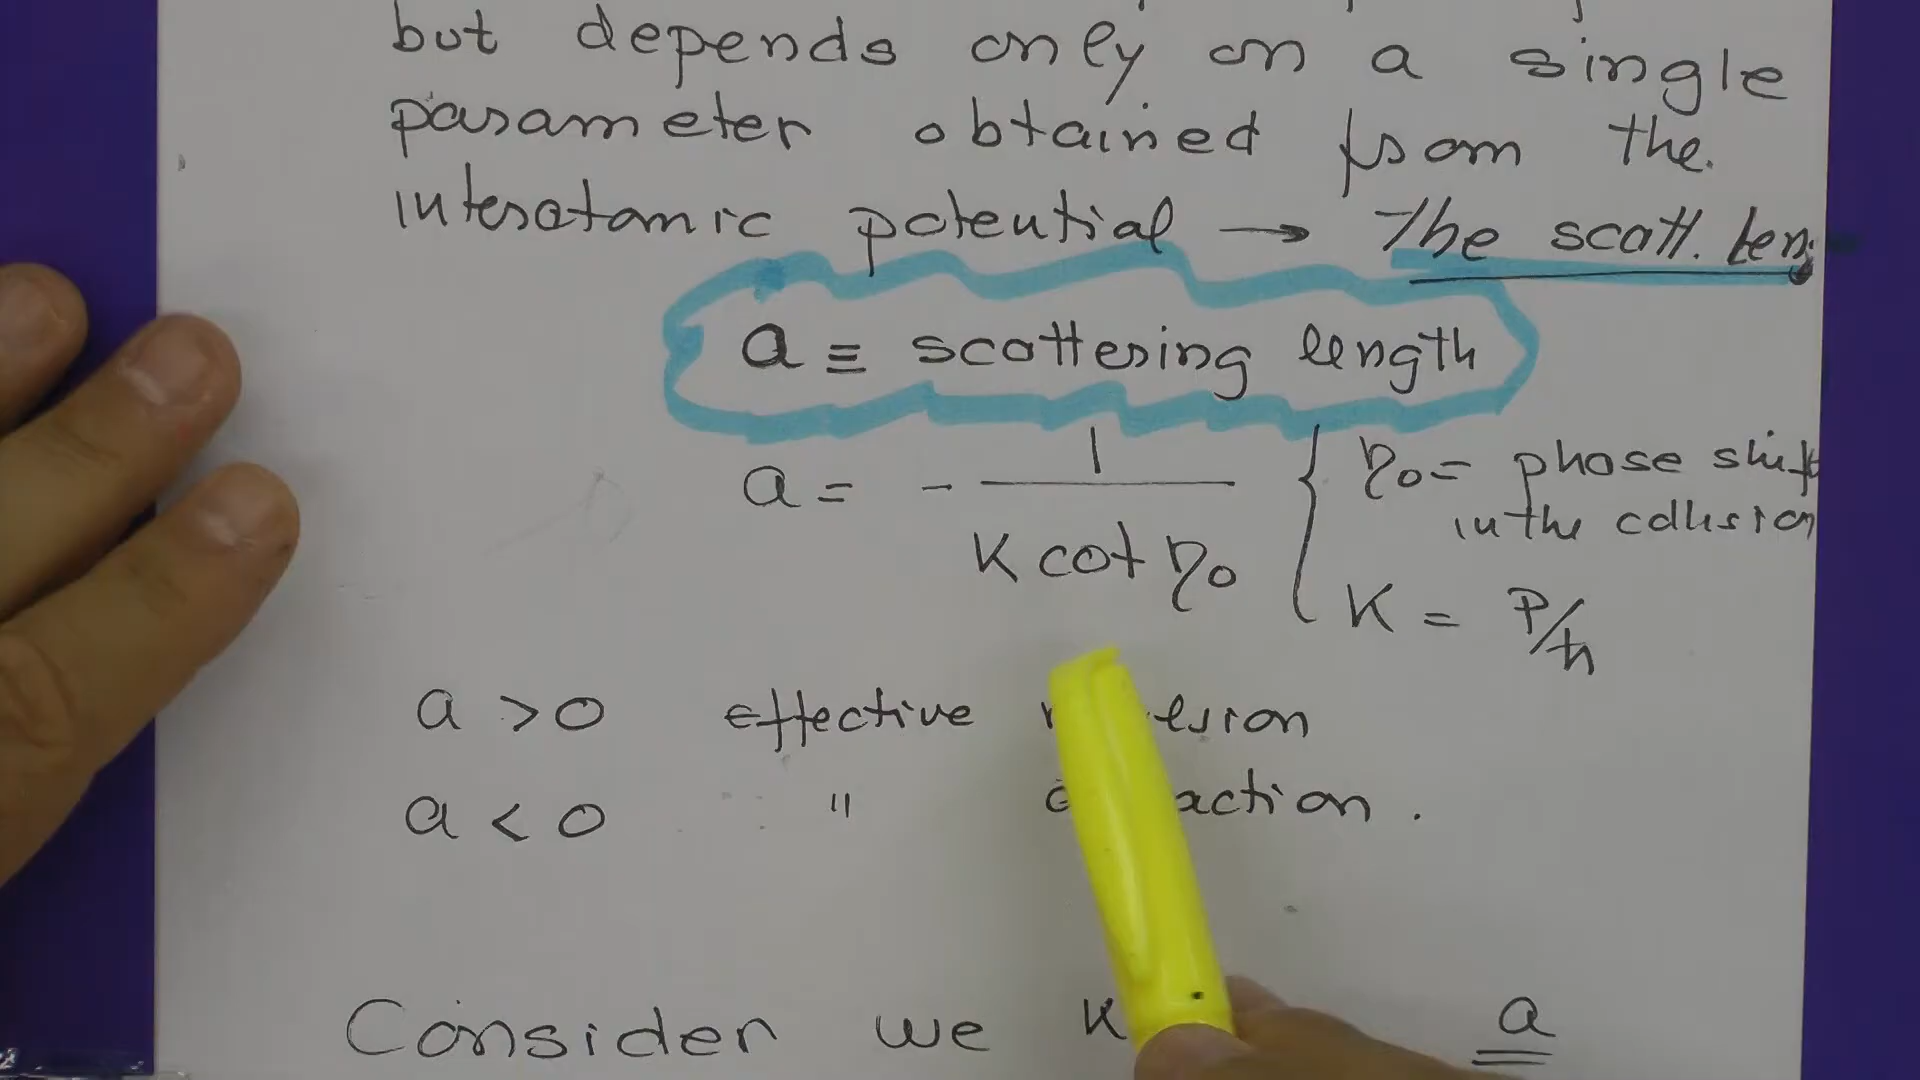 but depends only on a single
parameter obtained from the
interatomic potential → The scatt. len
a ≡ scattering length
a = - 1 / K cot η0
η0 = phase shift
in the collision
K = P/ħ
a > 0 effective
a < 0 "
Consider we a